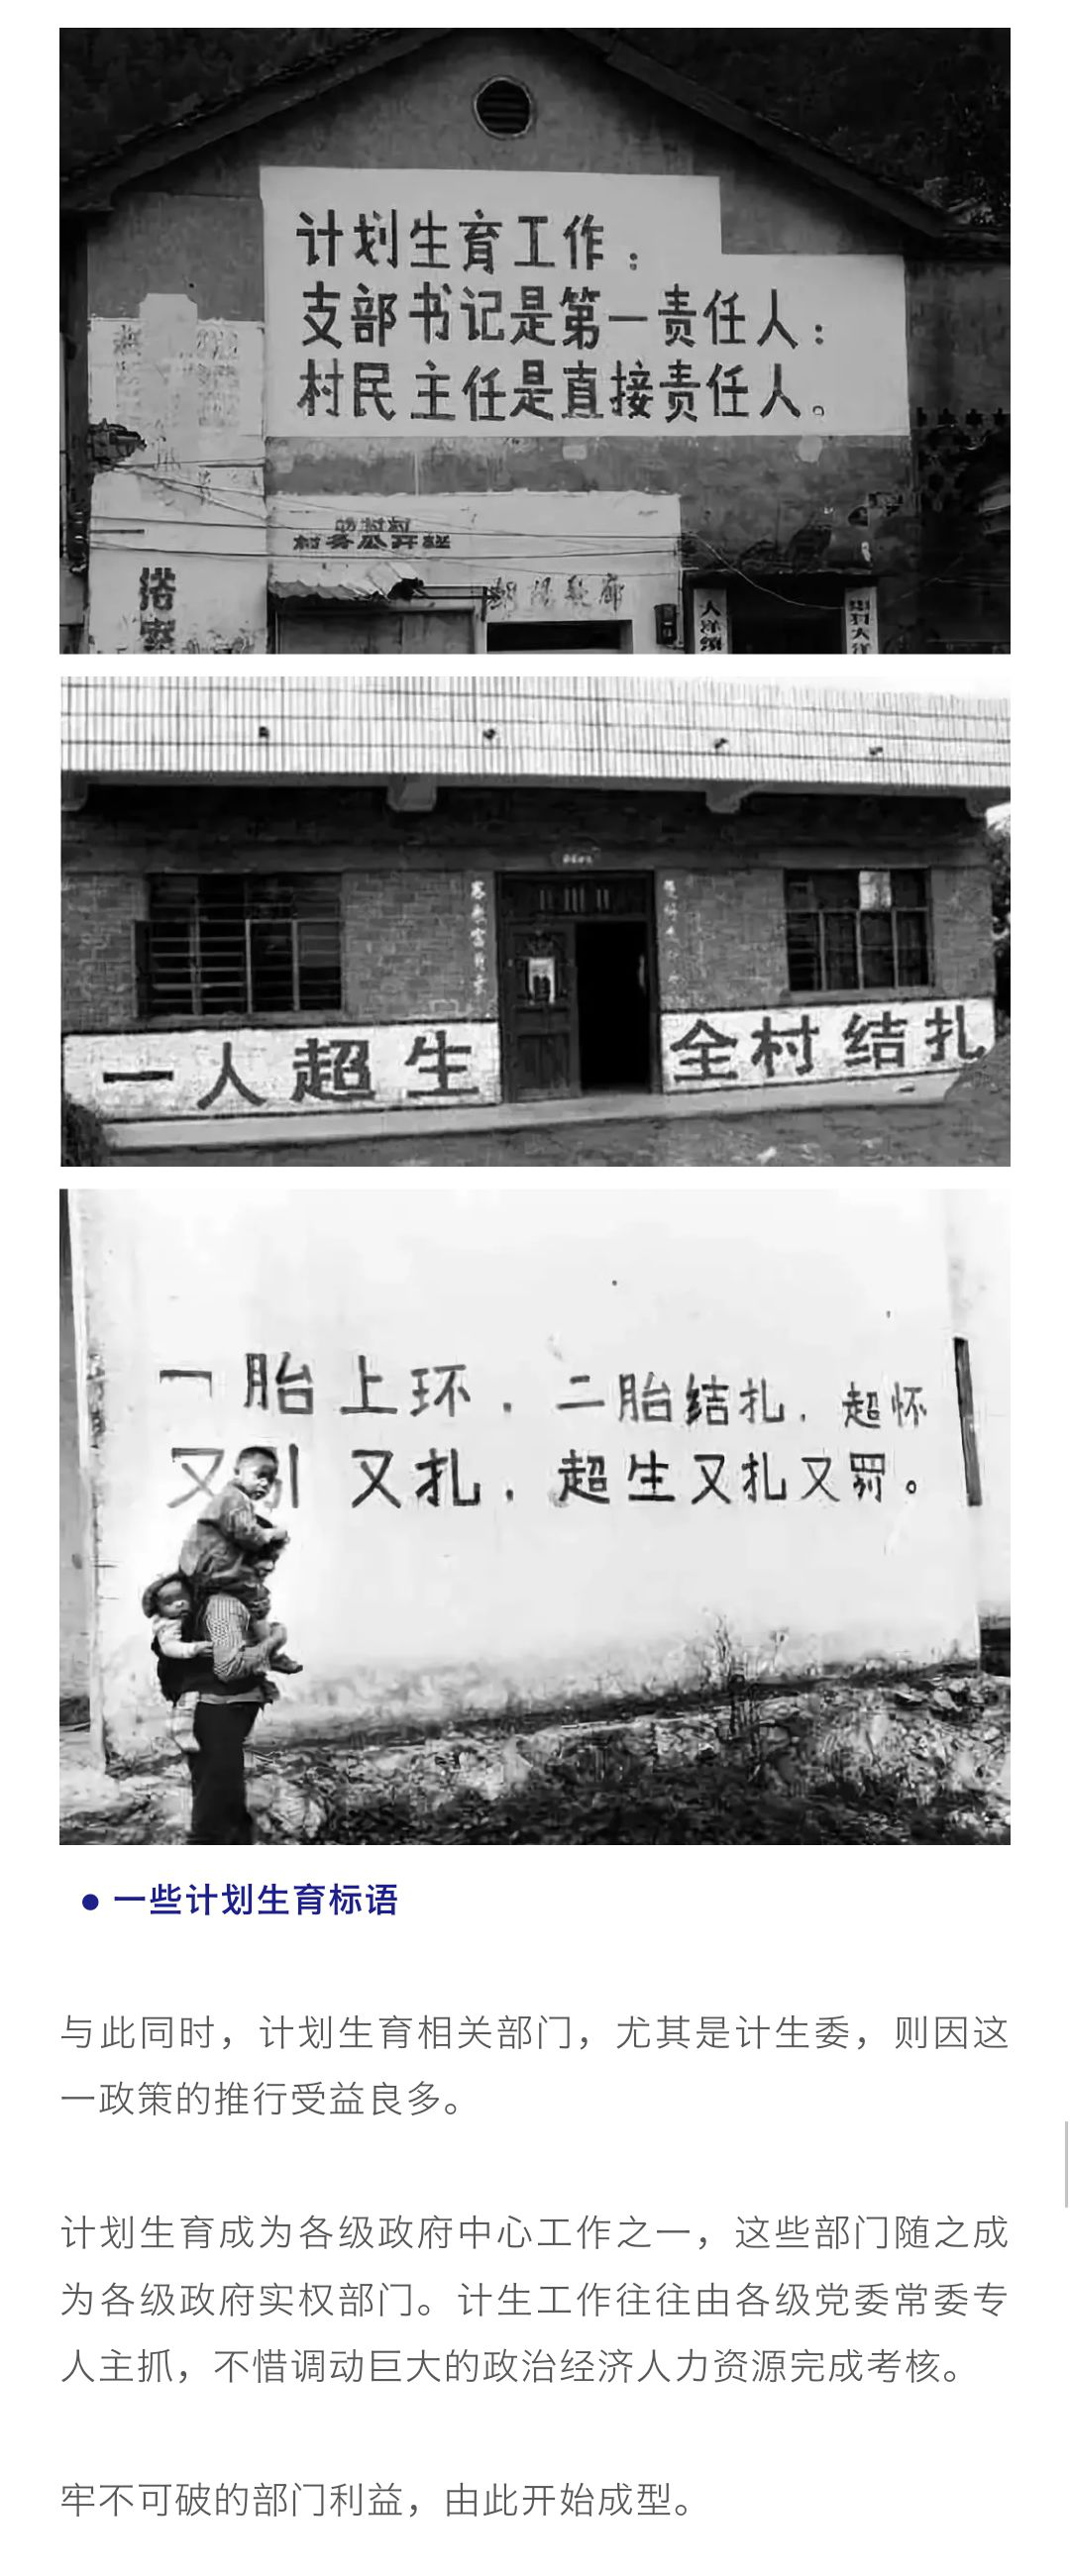 计划生育工作：
支部书记是第一责任人：
村民主任是直接责任人。
村务公开栏
浴室
一人超生
全村结扎
一胎上环．二胎结扎．超怀
又引又扎．超生又扎又罚。
● 一些计划生育标语
与此同时，计划生育相关部门，尤其是计生委，则因这
一政策的推行受益良多。
计划生育成为各级政府中心工作之一，这些部门随之成
为各级政府实权部门。计生工作往往由各级党委常委专
人主抓，不惜调动巨大的政治经济人力资源完成考核。
牢不可破的部门利益，由此开始成型。